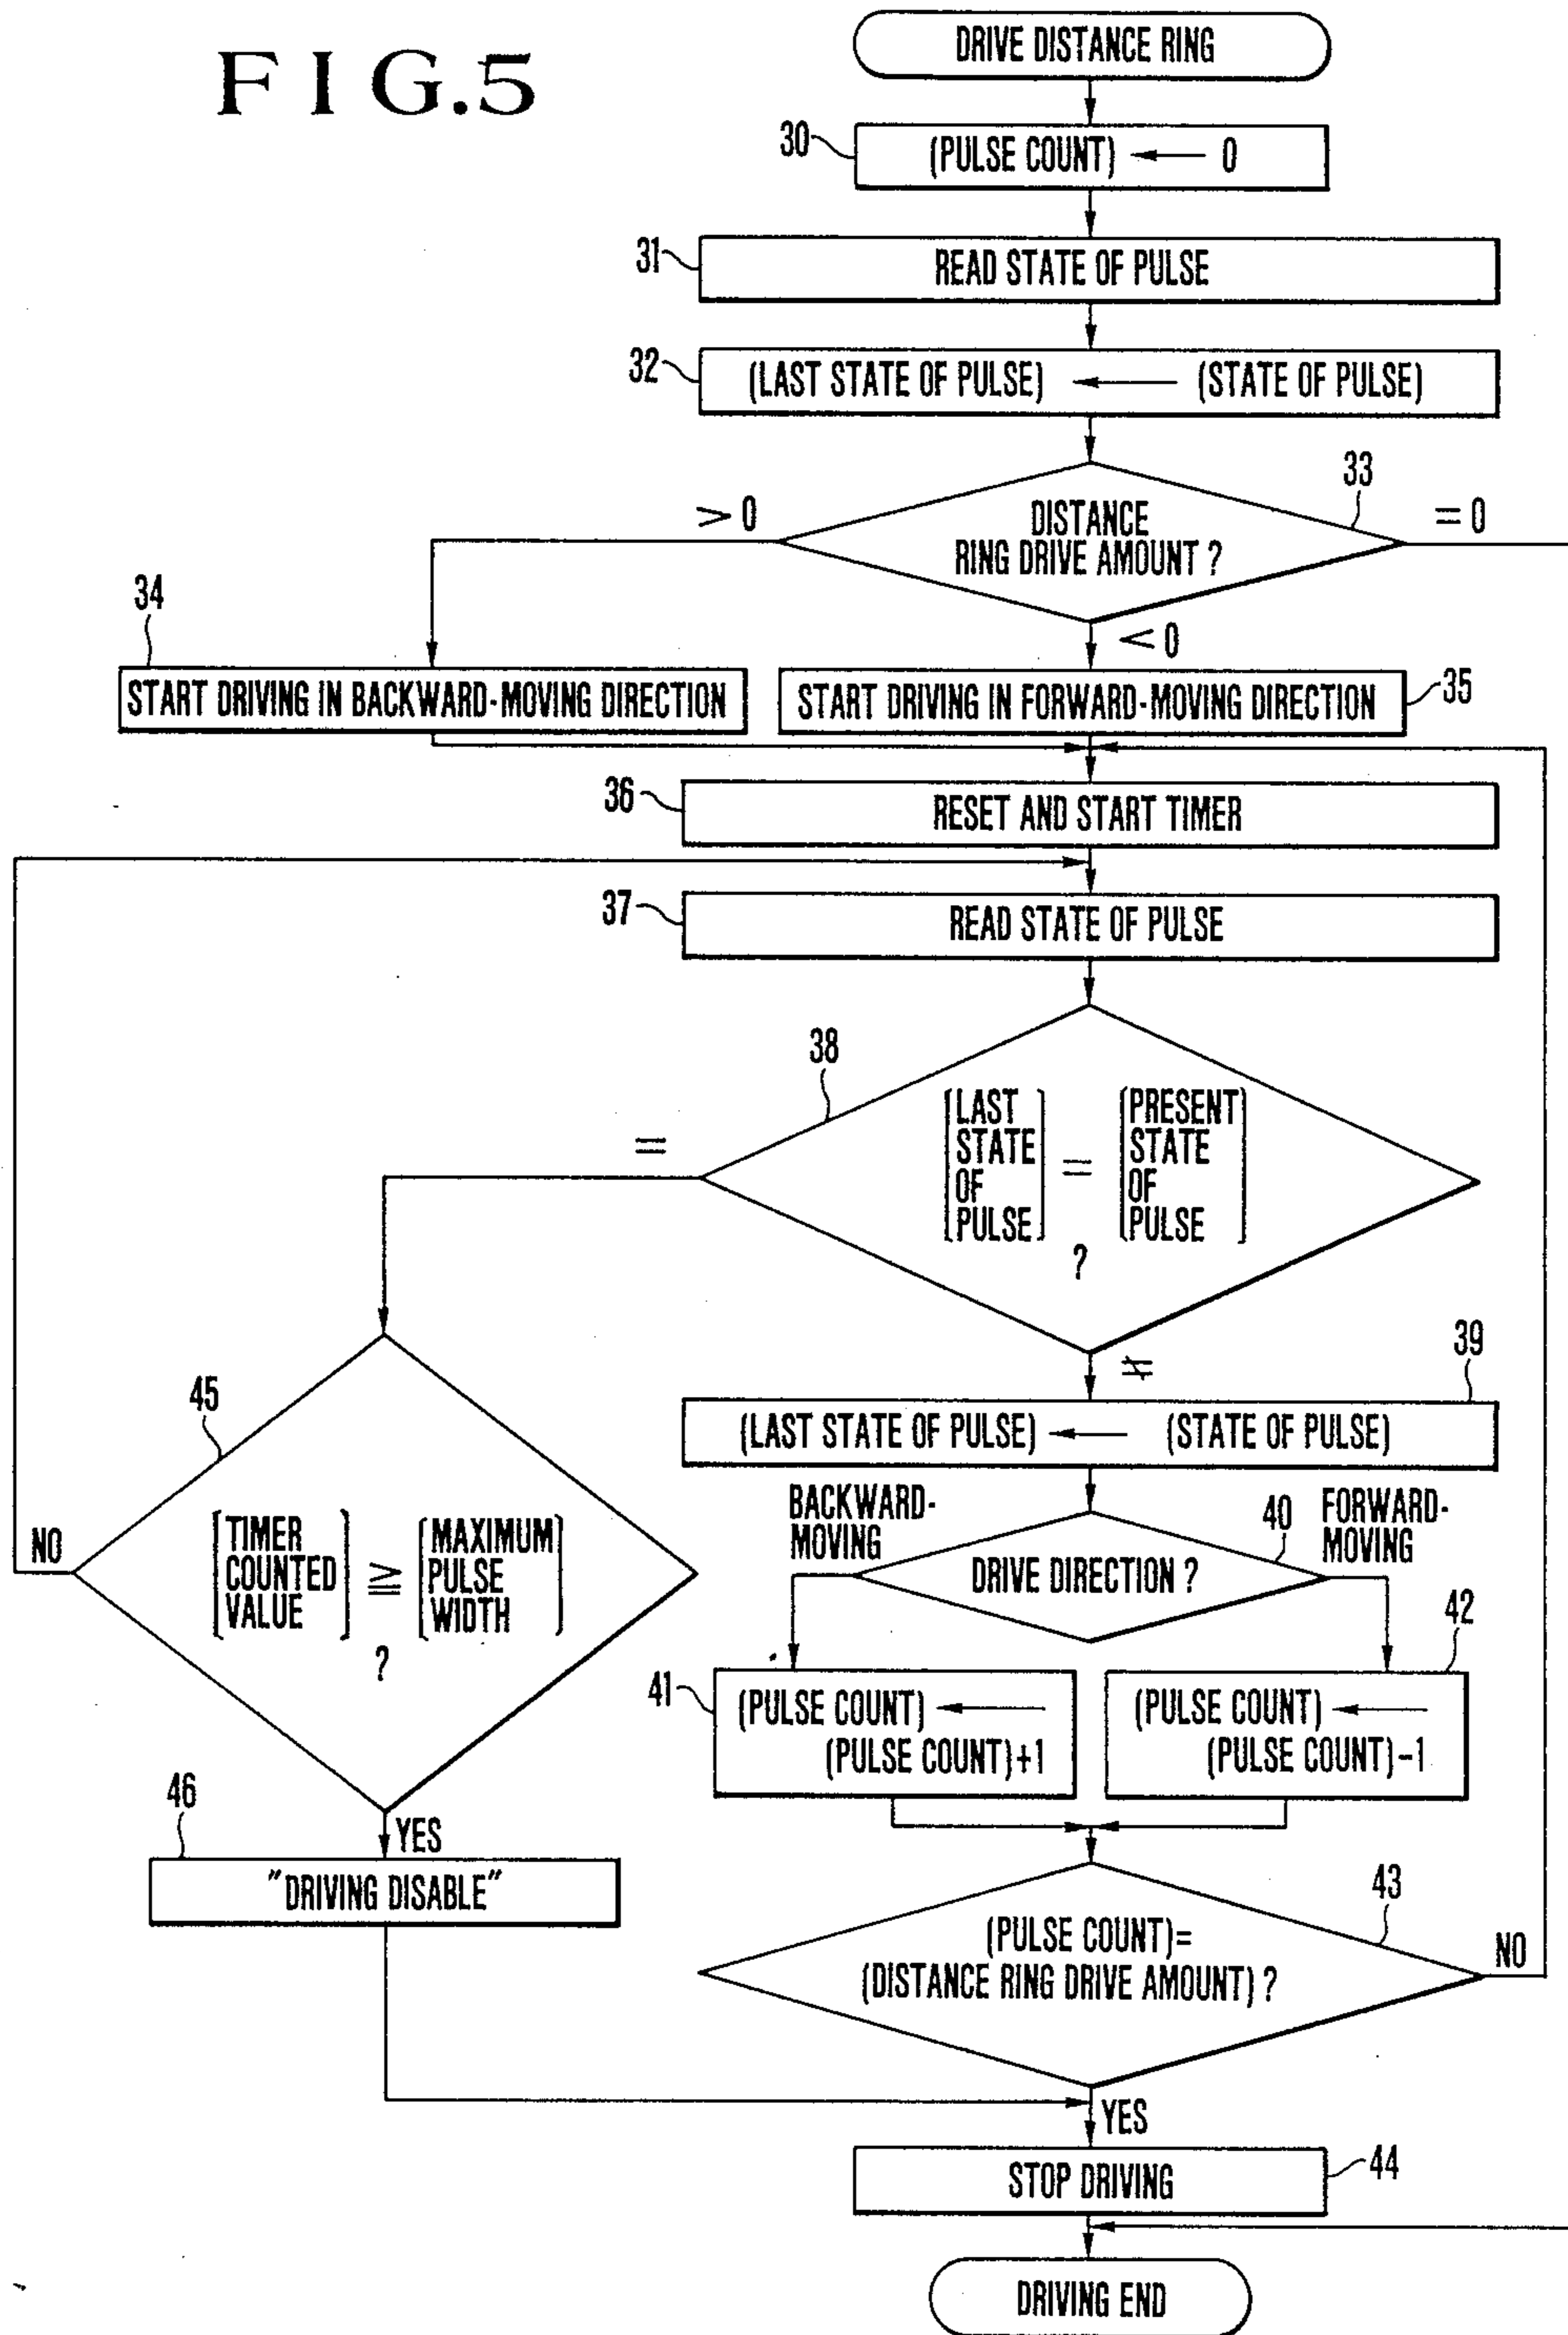 FIG.5
DRIVE DISTANCE RING
30
(PULSE COUNT) ← 0
31
READ STATE OF PULSE
32
(LAST STATE OF PULSE) ← (STATE OF PULSE)
33
> 0
= 0
DISTANCE
RING DRIVE AMOUNT ?
< 0
34
START DRIVING IN BACKWARD-MOVING DIRECTION
START DRIVING IN FORWARD-MOVING DIRECTION
35
36
RESET AND START TIMER
37
READ STATE OF PULSE
38
=
(LAST
STATE
OF
PULSE)
=
(PRESENT
STATE
OF
PULSE)
?
≠
39
(LAST STATE OF PULSE) ← (STATE OF PULSE)
45
NO
(TIMER
COUNTED
VALUE)
≧
(MAXIMUM
PULSE
WIDTH)
?
BACKWARD-
MOVING
40
FORWARD-
MOVING
DRIVE DIRECTION ?
41
(PULSE COUNT) ←
(PULSE COUNT)+1
42
(PULSE COUNT) ←
(PULSE COUNT)-1
YES
46
"DRIVING DISABLE"
43
(PULSE COUNT)=
(DISTANCE RING DRIVE AMOUNT) ?
NO
YES
STOP DRIVING
44
DRIVING END